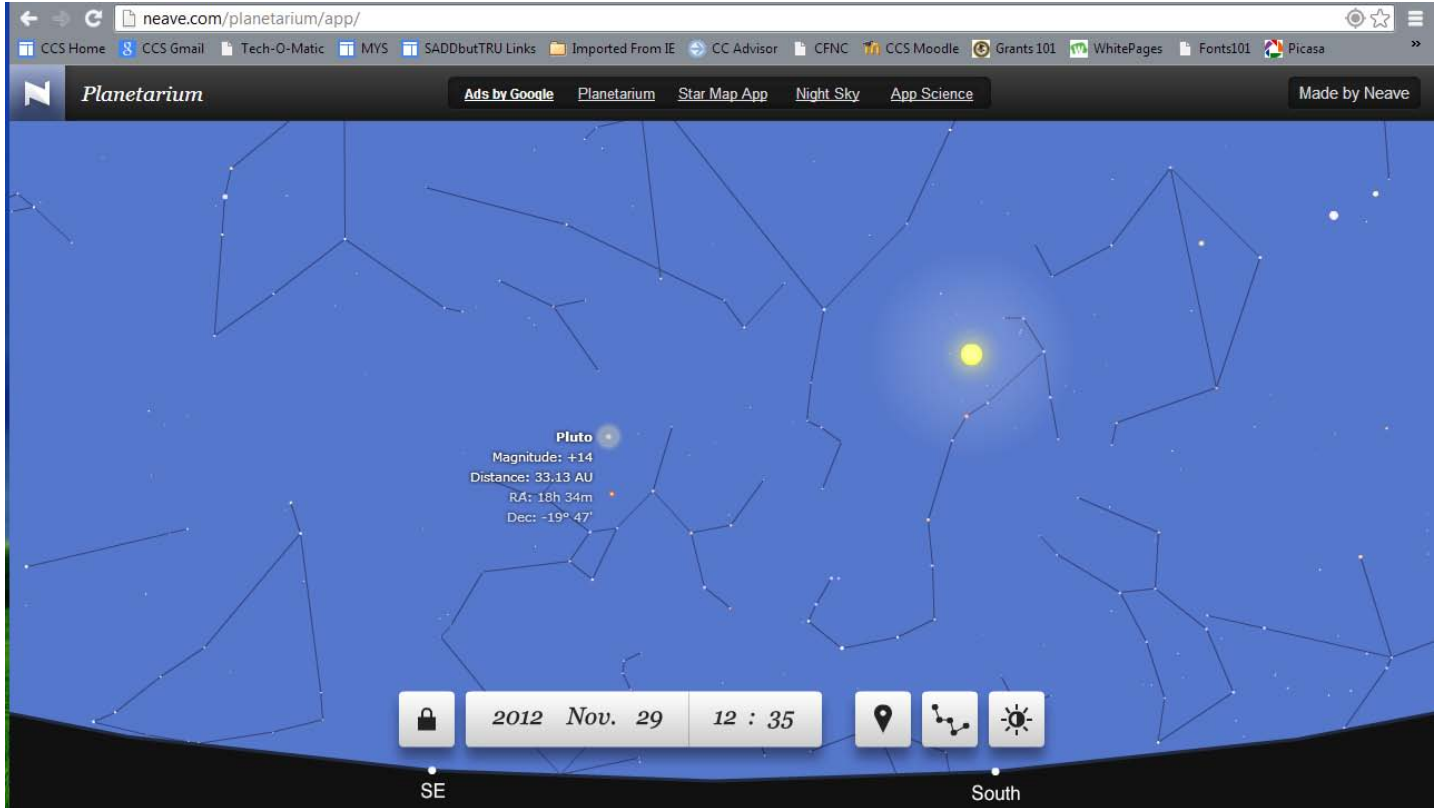 neave.com/planetarium/app/
CCS Home 8 CCS Gmail Tech-O-Matic MYS SADDbutTRU Links Imported From IE CC Advisor CFNC CCS Moodle Grants 101 WhitePages Fonts101 Picasa »
N Planetarium Ads by Google Planetarium Star Map App Night Sky App Science Made by Neave
Pluto
Magnitude: +14
Distance: 33.13 AU
RA: 18h 34m
Dec: -19° 47'
2012 Nov. 29 12 : 35
SE South